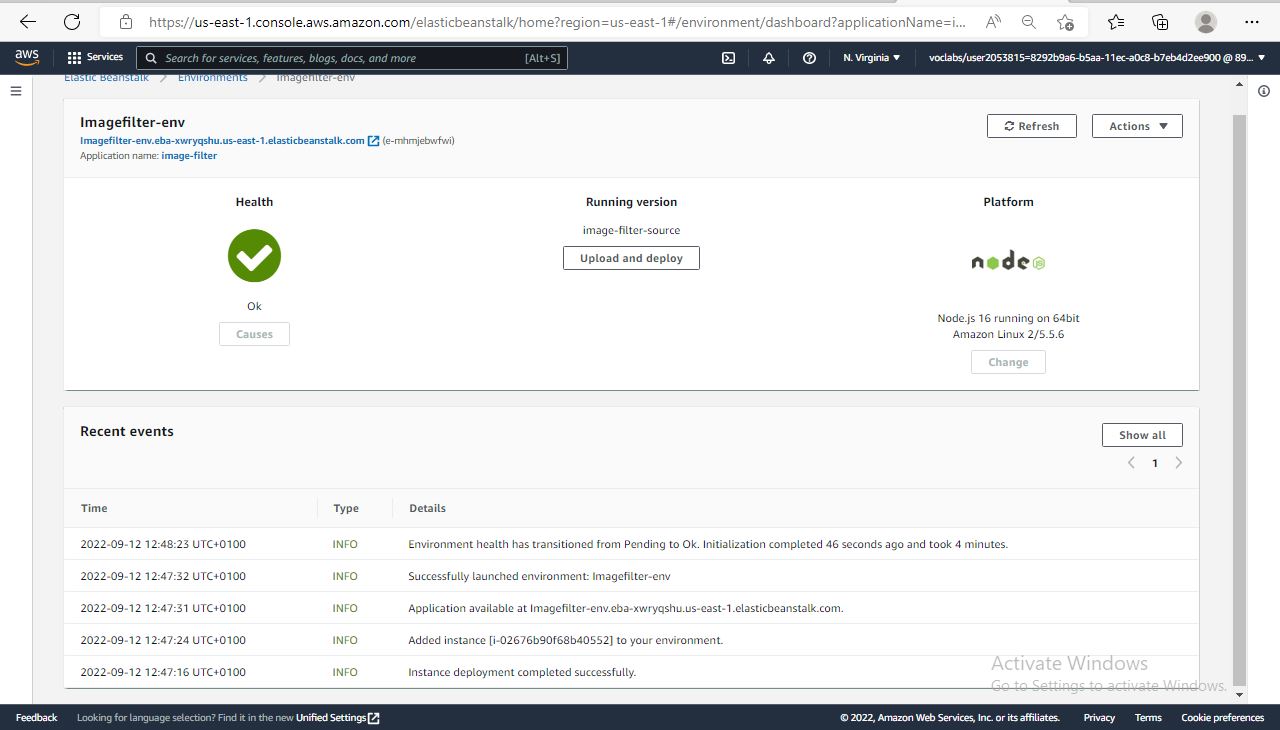 https://us-east-1.console.aws.amazon.com/elasticbeanstalk/home?region=us-east-1#/environment/dashboard?applicationName=i...
aws Services Search for services, features, blogs, docs, and more [Alt+S] N. Virginia ▼ voclabs/user2053815=8292b9a6-b5aa-11ec-a0c8-b7eb4d2ee900 @ 89... ▼
Elastic Beanstalk > Environments > Imagefilter-env
Imagefilter-env
Refresh Actions ▼
Imagefilter-env.eba-xwryqshu.us-east-1.elasticbeanstalk.com (e-mhmjebwfwi)
Application name: image-filter
Health Running version Platform
image-filter-source
Upload and deploy
node JS
Ok
Node.js 16 running on 64bit
Amazon Linux 2/5.5.6
Causes
Change
Recent events
Show all
< 1 >
Time Type Details
2022-09-12 12:48:23 UTC+0100 INFO Environment health has transitioned from Pending to Ok. Initialization completed 46 seconds ago and took 4 minutes.
2022-09-12 12:47:32 UTC+0100 INFO Successfully launched environment: Imagefilter-env
2022-09-12 12:47:31 UTC+0100 INFO Application available at Imagefilter-env.eba-xwryqshu.us-east-1.elasticbeanstalk.com.
2022-09-12 12:47:24 UTC+0100 INFO Added instance [i-02676b90f68b40552] to your environment.
2022-09-12 12:47:16 UTC+0100 INFO Instance deployment completed successfully.
Activate Windows
Go to Settings to activate Windows.
Feedback Looking for language selection? Find it in the new Unified Settings © 2022, Amazon Web Services, Inc. or its affiliates. Privacy Terms Cookie preferences